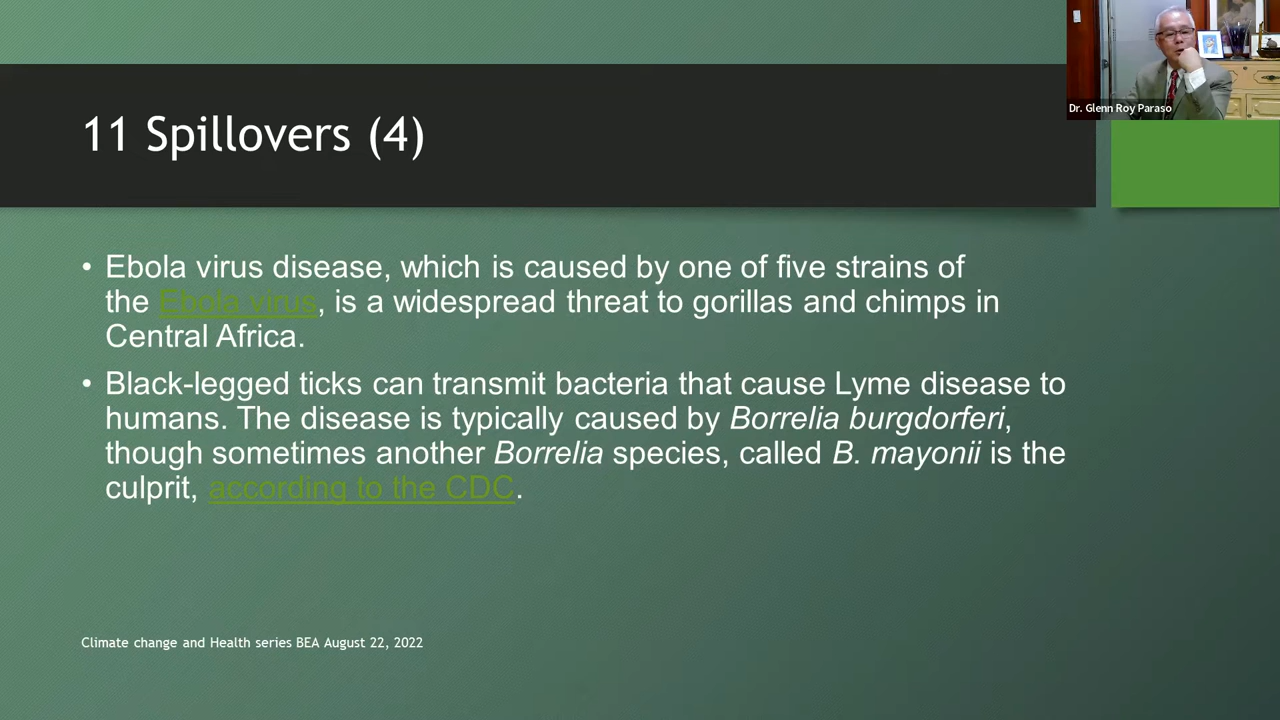 Dr. Glenn Roy Paraso
11 Spillovers (4)
• Ebola virus disease, which is caused by one of five strains of
the Ebola virus, is a widespread threat to gorillas and chimps in
Central Africa.
• Black-legged ticks can transmit bacteria that cause Lyme disease to
humans. The disease is typically caused by Borrelia burgdorferi,
though sometimes another Borrelia species, called B. mayonii is the
culprit, according to the CDC.
Climate change and Health series BEA August 22, 2022